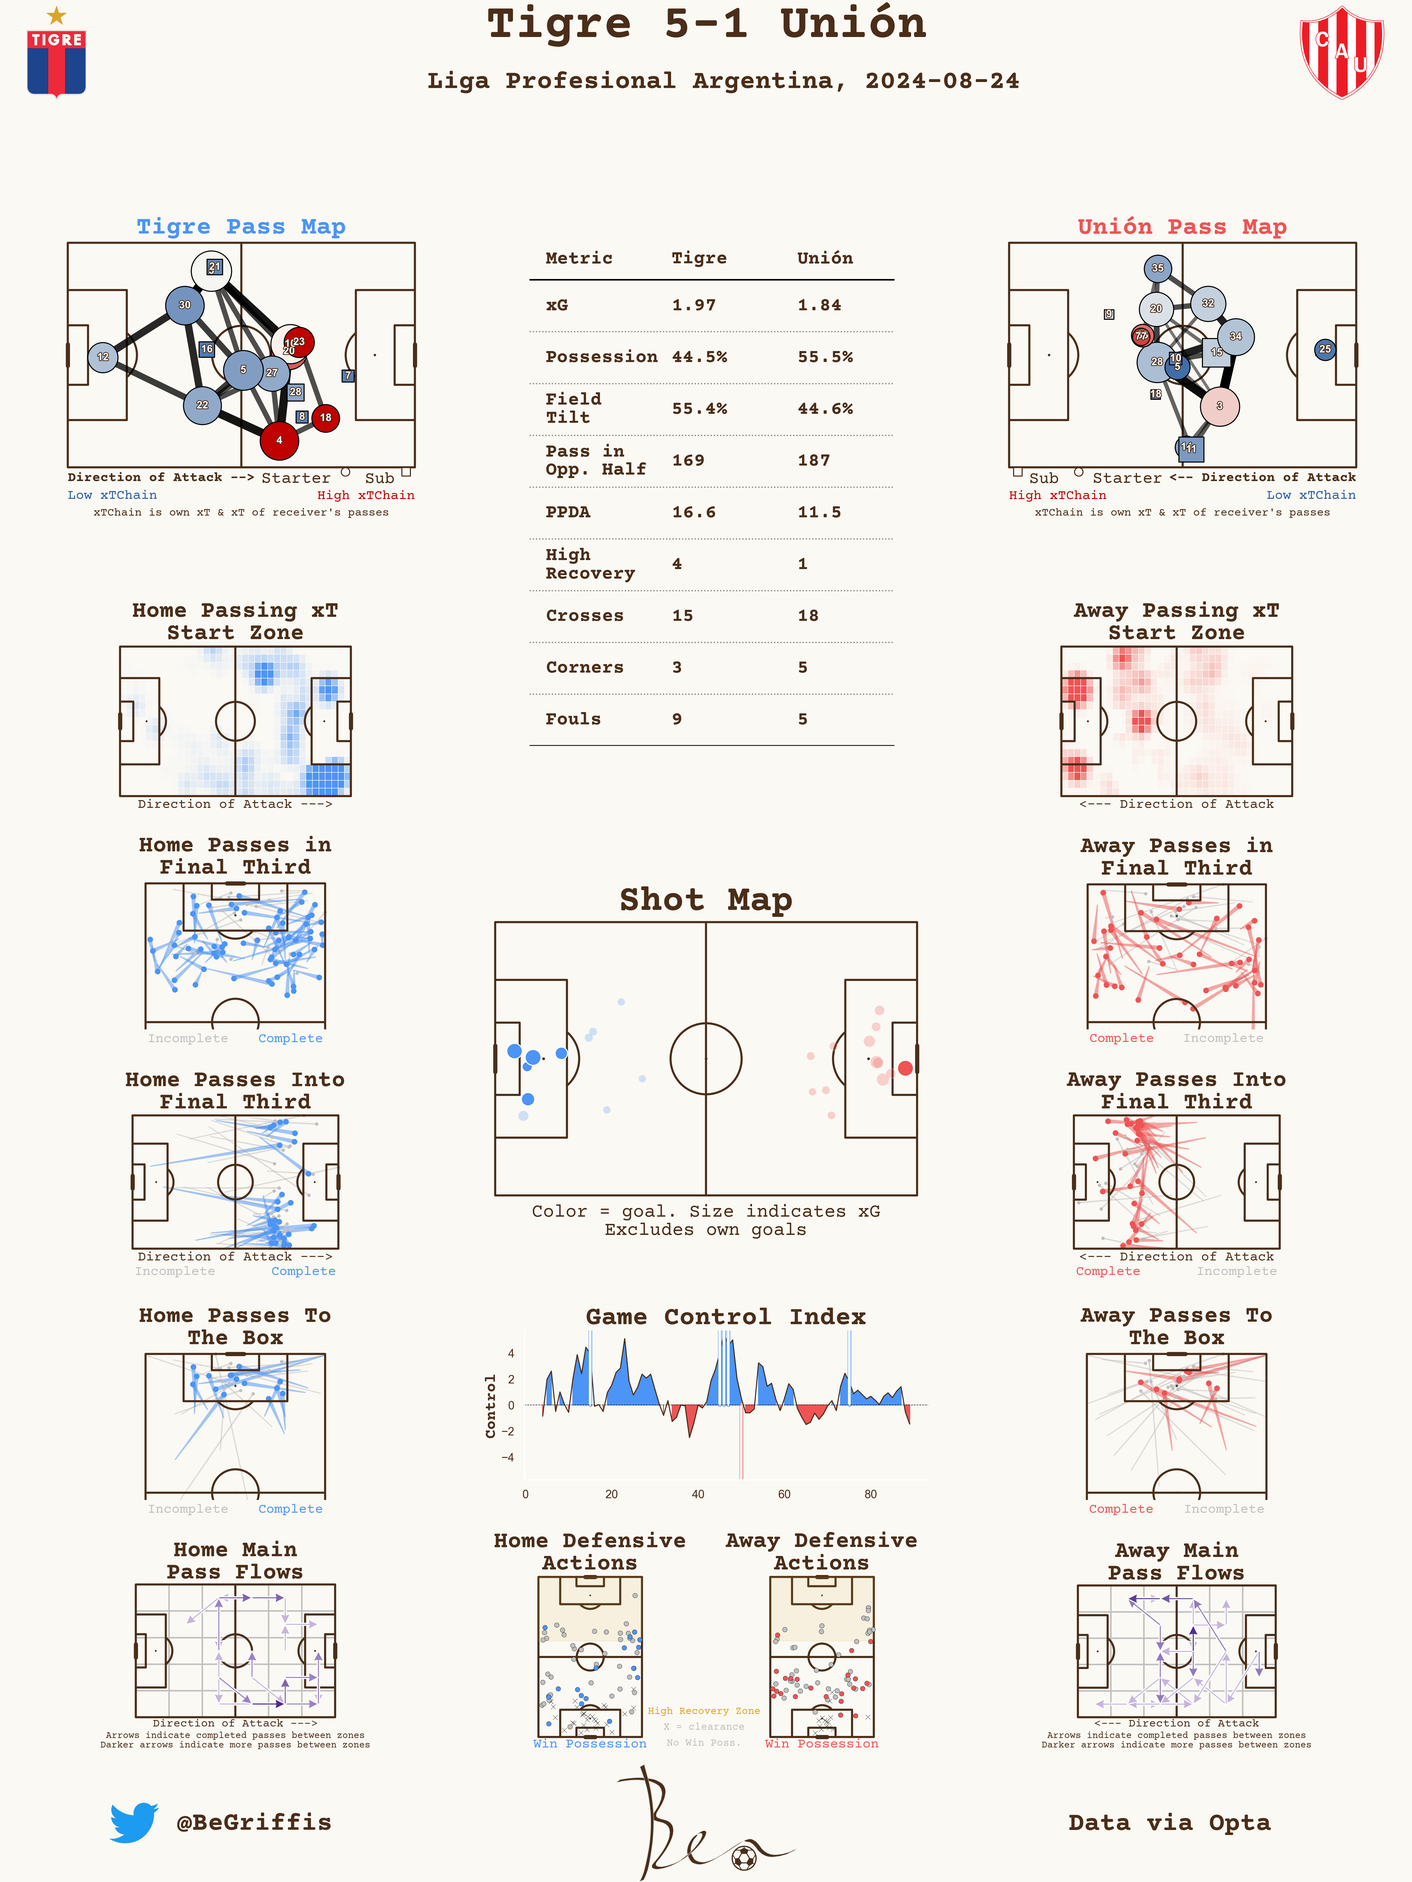 Tigre 5-1 Unión
Liga Profesional Argentina, 2024-08-24
TIGRE
CAU
Tigre Pass Map
21
30
12
16
5
22
27
10
20
23
28
8
7
18
4
Direction of Attack --> Starter Sub
Low xTChain High xTChain
xTChain is own xT & xT of receiver's passes
Metric Tigre Unión
xG 1.97 1.84
Possession 44.5% 55.5%
Field
Tilt 55.4% 44.6%
Pass in
Opp. Half 169 187
PPDA 16.6 11.5
High
Recovery 4 1
Crosses 15 18
Corners 3 5
Fouls 9 5
Unión Pass Map
35
9
20
32
34
15
28
10
5
25
18
3
11
Sub Starter <-- Direction of Attack
High xTChain Low xTChain
xTChain is own xT & xT of receiver's passes
Home Passing xT
Start Zone
Direction of Attack --->
Away Passing xT
Start Zone
<--- Direction of Attack
Home Passes in
Final Third
Incomplete Complete
Away Passes in
Final Third
Complete Incomplete
Shot Map
Color = goal. Size indicates xG
Excludes own goals
Home Passes Into
Final Third
Direction of Attack --->
Incomplete Complete
Away Passes Into
Final Third
<--- Direction of Attack
Complete Incomplete
Home Passes To
The Box
Incomplete Complete
Game Control Index
Control
4
2
0
−2
−4
0 20 40 60 80
Away Passes To
The Box
Complete Incomplete
Home Main
Pass Flows
Direction of Attack --->
Arrows indicate completed passes between zones
Darker arrows indicate more passes between zones
Home Defensive
Actions
Win Possession
High Recovery Zone
X = clearance
No Win Poss.
Away Defensive
Actions
Win Possession
Away Main
Pass Flows
<--- Direction of Attack
Arrows indicate completed passes between zones
Darker arrows indicate more passes between zones
@BeGriffis
Ben
Data via Opta